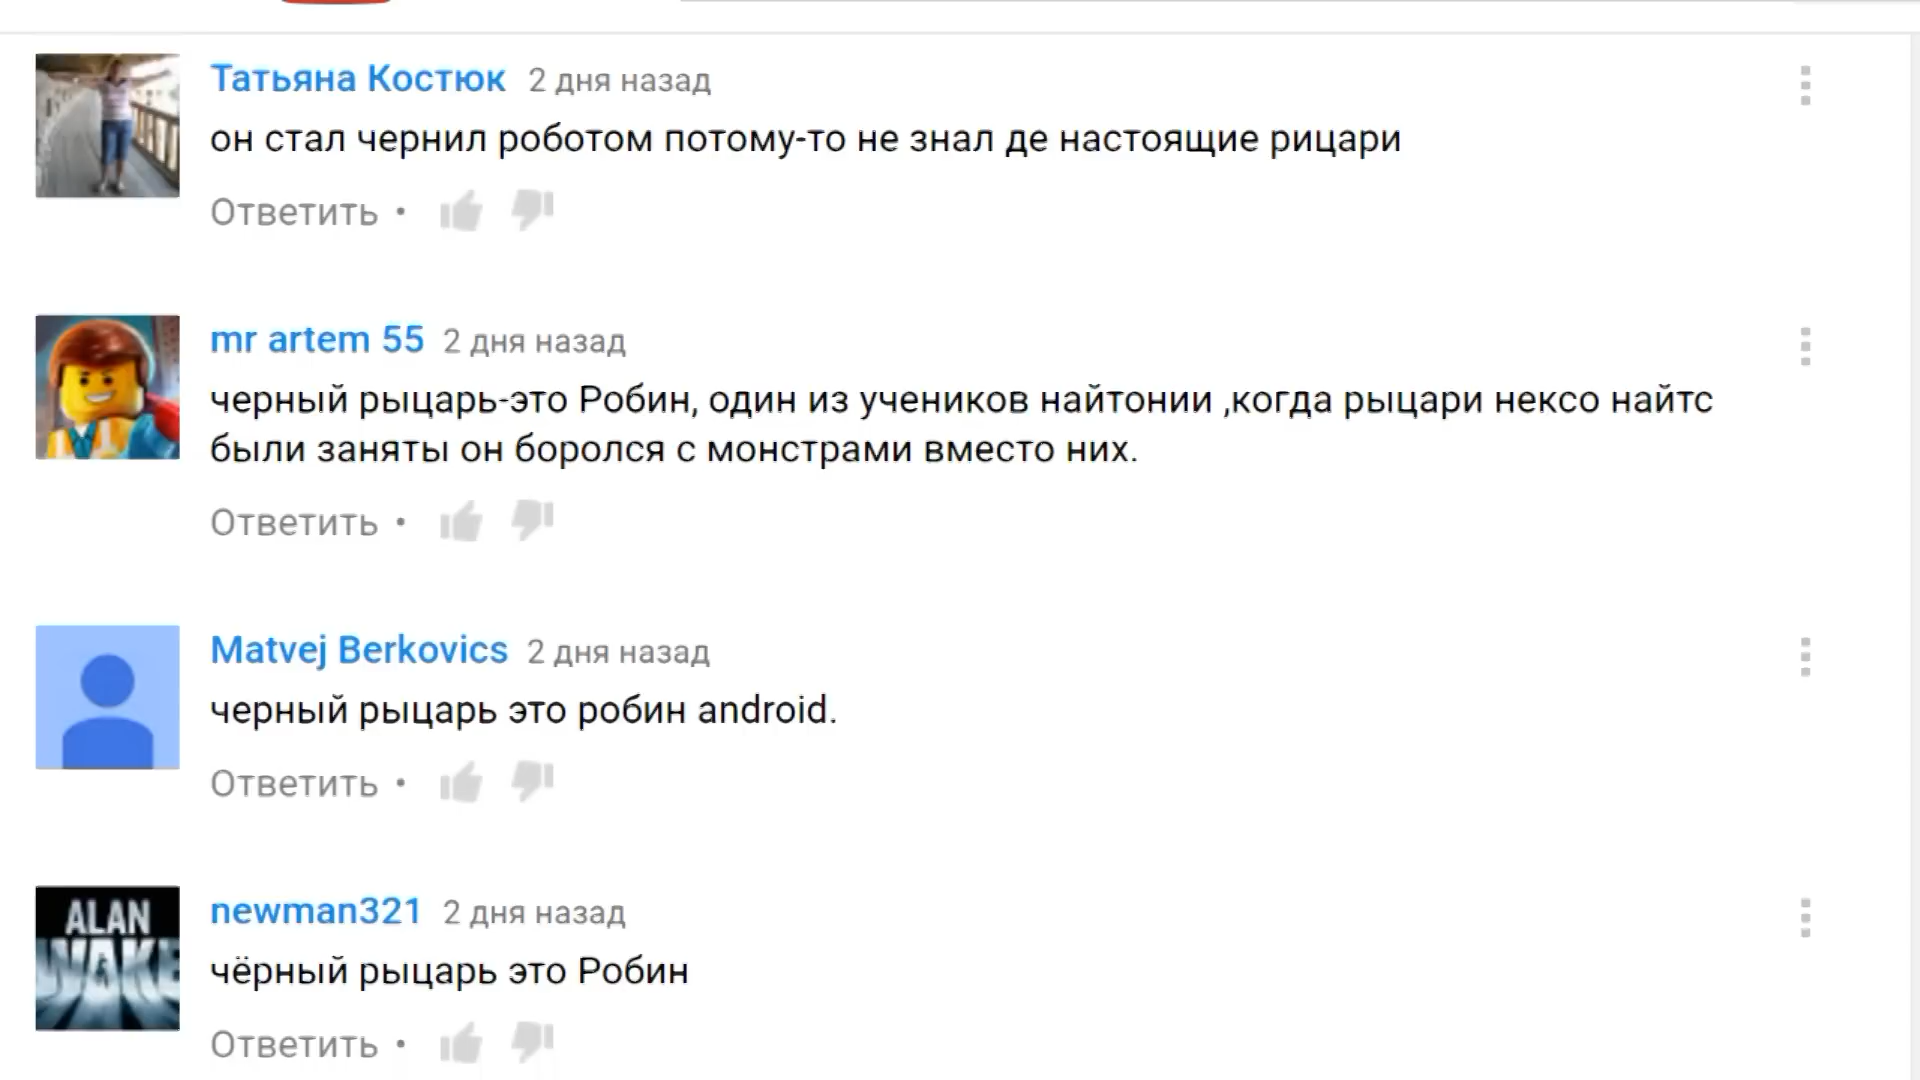 Татьяна Костюк 2 дня назад
он стал чернил роботом потому-то не знал де настоящие рицари
Ответить •
mr artem 55 2 дня назад
черный рыцарь-это Робин, один из учеников найтонии ,когда рыцари нексо найтс
были заняты он боролся с монстрами вместо них.
Ответить •
Matvej Berkovics 2 дня назад
черный рыцарь это робин android.
Ответить •
ALAN
WAKE
newman321 2 дня назад
чёрный рыцарь это Робин
Ответить •